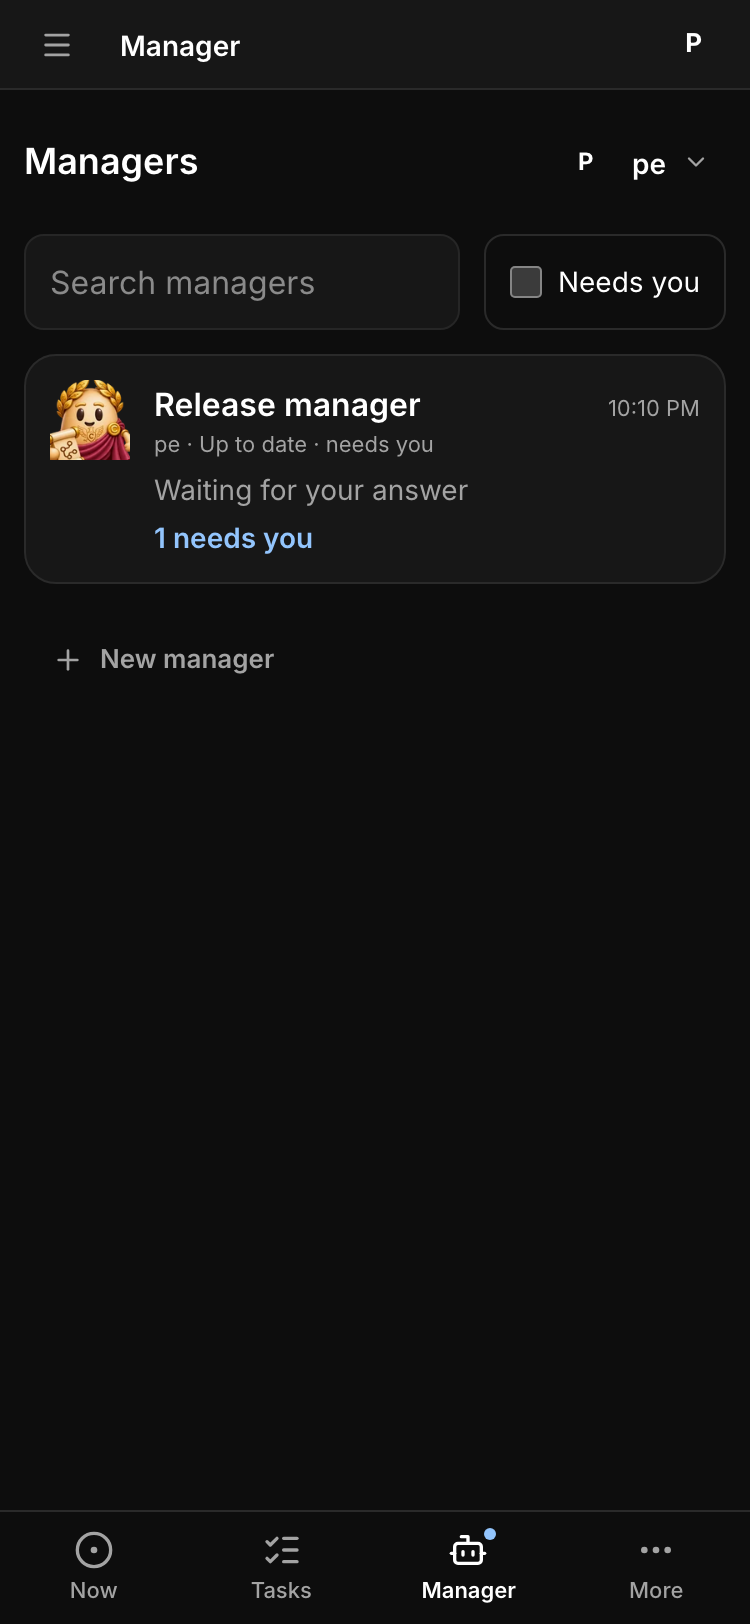 Manager
P
Managers
P pe
Search managers
Needs you
Release manager
10:10 PM
pe · Up to date · needs you
Waiting for your answer
1 needs you
New manager
Now
Tasks
Manager
More